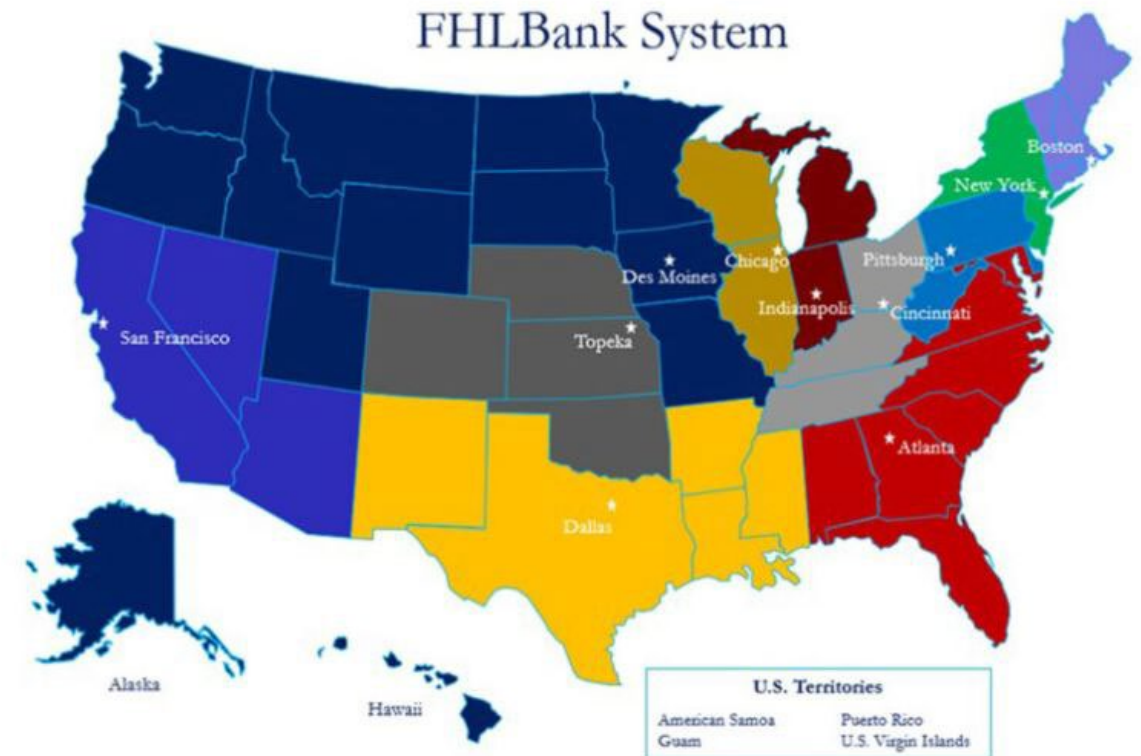 FHLBank System
Boston
New York
Pittsburgh
Chicago
Des Moines
Indianapolis
Cincinnati
San Francisco
Topeka
Atlanta
Dallas
Alaska
Hawaii
U.S. Territories
American Samoa Puerto Rico
Guam U.S. Virgin Islands